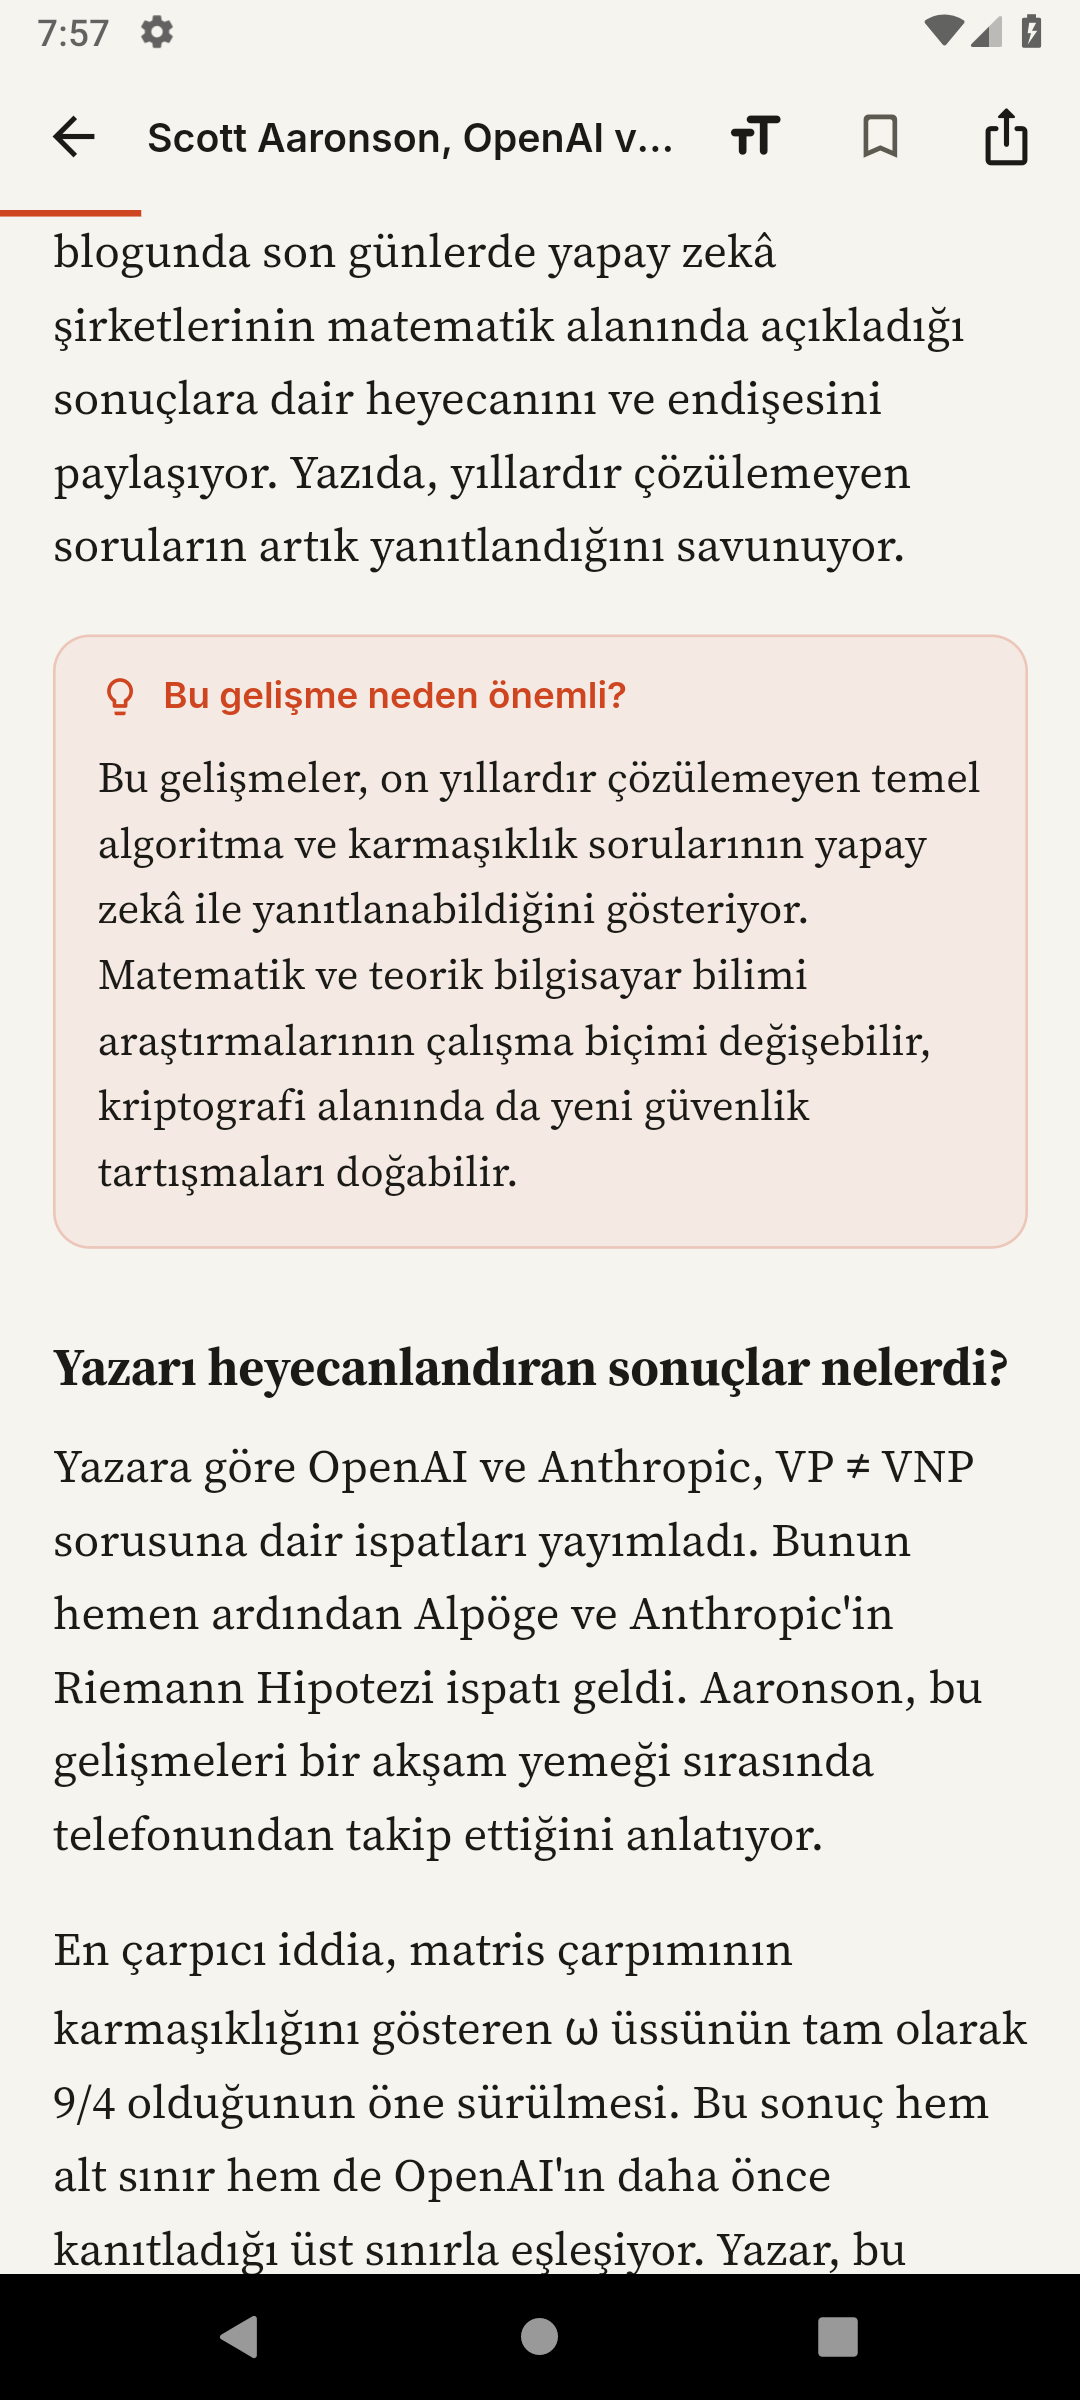 7:57
Scott Aaronson, OpenAI v...
blogunda son günlerde yapay zekâ
şirketlerinin matematik alanında açıkladığı
sonuçlara dair heyecanını ve endişesini
paylaşıyor. Yazıda, yıllardır çözülemeyen
soruların artık yanıtlandığını savunuyor.
Bu gelişme neden önemli?
Bu gelişmeler, on yıllardır çözülemeyen temel
algoritma ve karmaşıklık sorularının yapay
zekâ ile yanıtlanabildiğini gösteriyor.
Matematik ve teorik bilgisayar bilimi
araştırmalarının çalışma biçimi değişebilir,
kriptografi alanında da yeni güvenlik
tartışmaları doğabilir.
Yazarı heyecanlandıran sonuçlar nelerdi?
Yazara göre OpenAI ve Anthropic, VP ≠ VNP
sorusuna dair ispatları yayımladı. Bunun
hemen ardından Alpöge ve Anthropic'in
Riemann Hipotezi ispatı geldi. Aaronson, bu
gelişmeleri bir akşam yemeği sırasında
telefonundan takip ettiğini anlatıyor.
En çarpıcı iddia, matris çarpımının
karmaşıklığını gösteren ω üssünün tam olarak
9/4 olduğunun öne sürülmesi. Bu sonuç hem
alt sınır hem de OpenAI'ın daha önce
kanıtladığı üst sınırla eşleşiyor. Yazar, bu